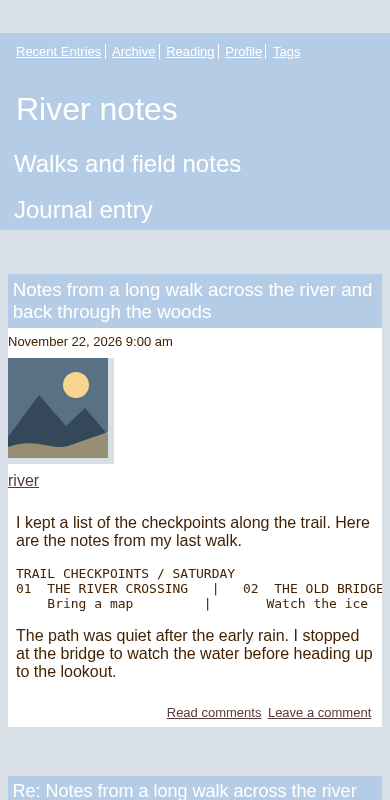 Recent Entries Archive Reading Profile Tags
River notes
Walks and field notes
Journal entry
Notes from a long walk across the river and
back through the woods
November 22, 2026 9:00 am
river
I kept a list of the checkpoints along the trail. Here
are the notes from my last walk.
TRAIL CHECKPOINTS / SATURDAY
01  THE RIVER CROSSING   |   02  THE OLD BRIDGE
    Bring a map         |       Watch the ice
The path was quiet after the early rain. I stopped
at the bridge to watch the water before heading up
to the lookout.
Read comments Leave a comment
Re: Notes from a long walk across the river